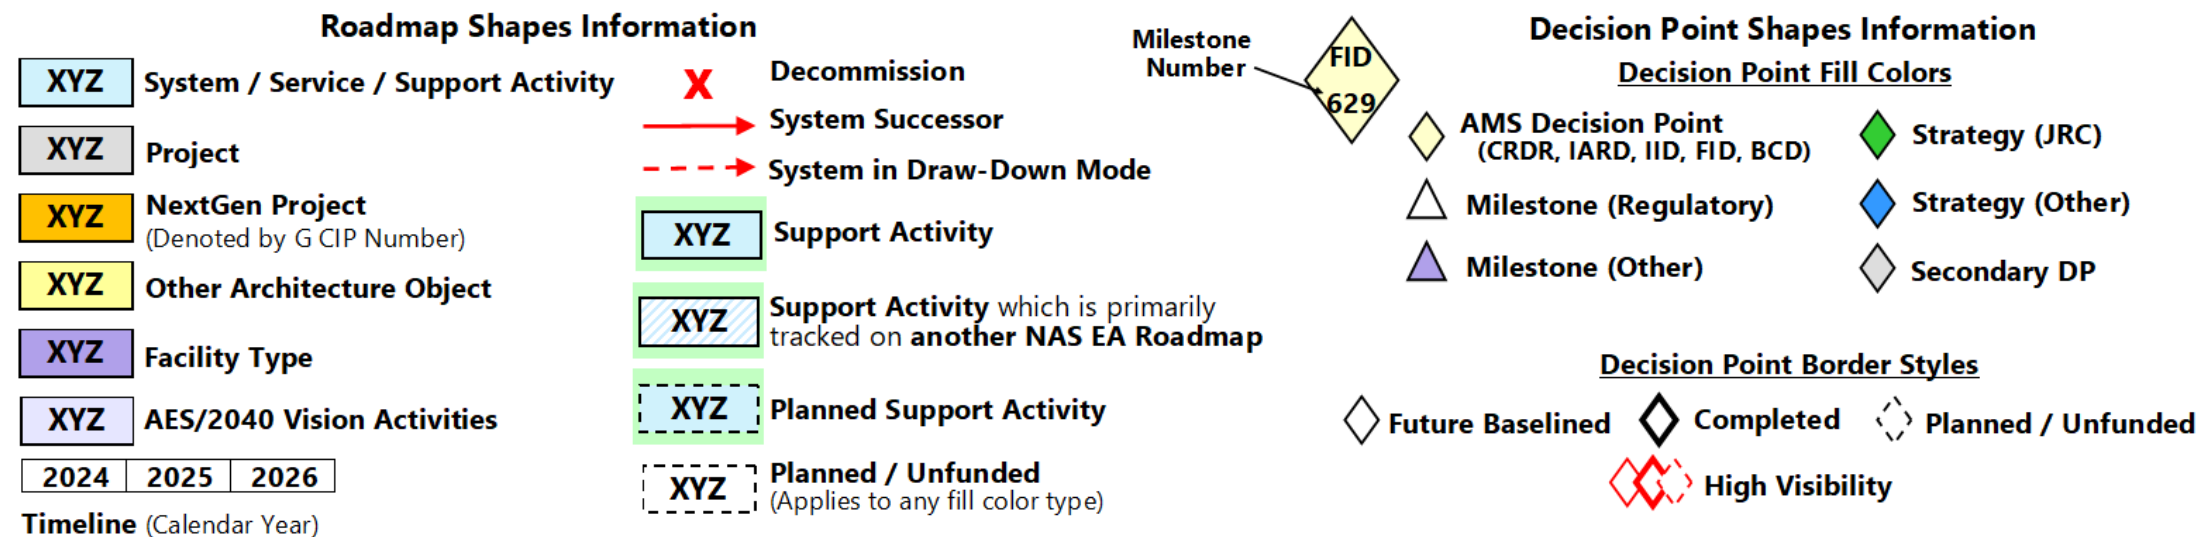 Roadmap Shapes Information
XYZ System / Service / Support Activity
XYZ Project
XYZ NextGen Project
(Denoted by G CIP Number)
XYZ Other Architecture Object
XYZ Facility Type
XYZ AES/2040 Vision Activities
2024 2025 2026
Timeline (Calendar Year)
X Decommission
System Successor
System in Draw-Down Mode
XYZ Support Activity
XYZ Support Activity which is primarily
tracked on another NAS EA Roadmap
XYZ Planned Support Activity
XYZ Planned / Unfunded
(Applies to any fill color type)
Milestone
Number
FID
629
Decision Point Shapes Information
Decision Point Fill Colors
AMS Decision Point
(CRDR, IARD, IID, FID, BCD)
Milestone (Regulatory)
Milestone (Other)
Strategy (JRC)
Strategy (Other)
Secondary DP
Decision Point Border Styles
Future Baselined
Completed
Planned / Unfunded
High Visibility